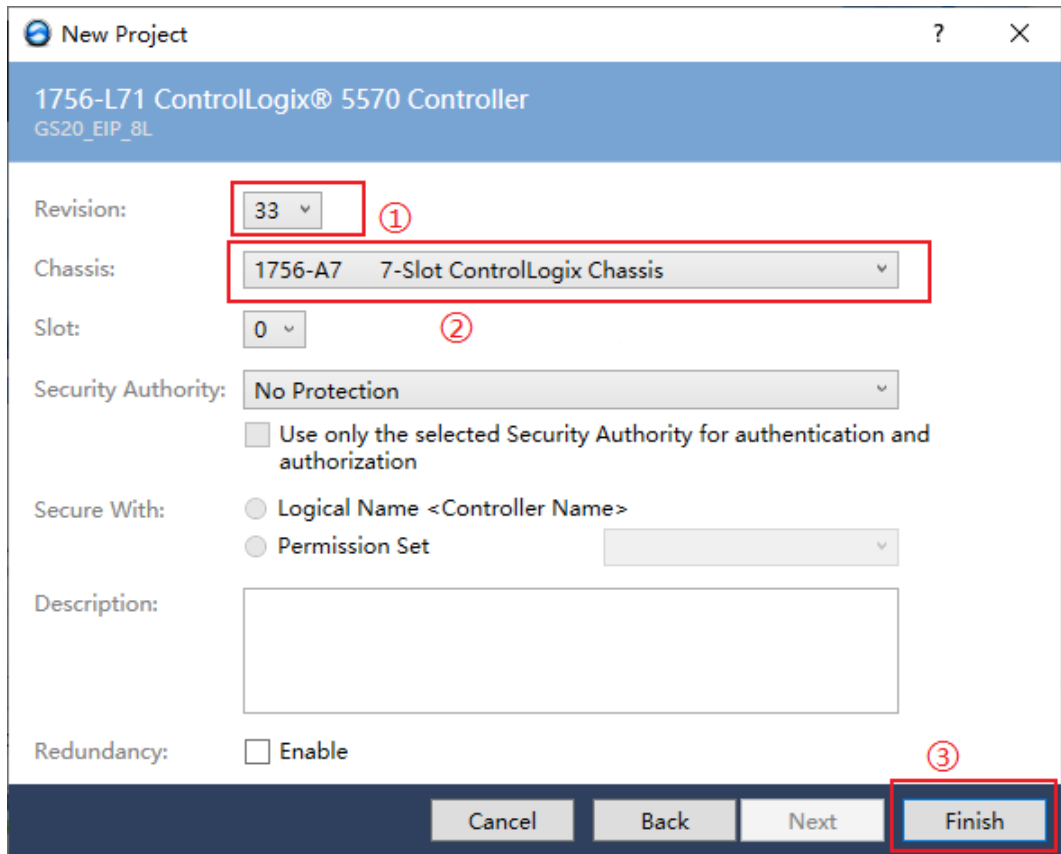 New Project
?
1756-L71 ControlLogix® 5570 Controller
GS20_EIP_8L
Revision:
33
①
Chassis:
1756-A7 7-Slot ControlLogix Chassis
Slot:
0
②
Security Authority:
No Protection
Use only the selected Security Authority for authentication and
authorization
Secure With:
Logical Name <Controller Name>
Permission Set
Description:
Redundancy:
Enable
③
Cancel
Back
Next
Finish